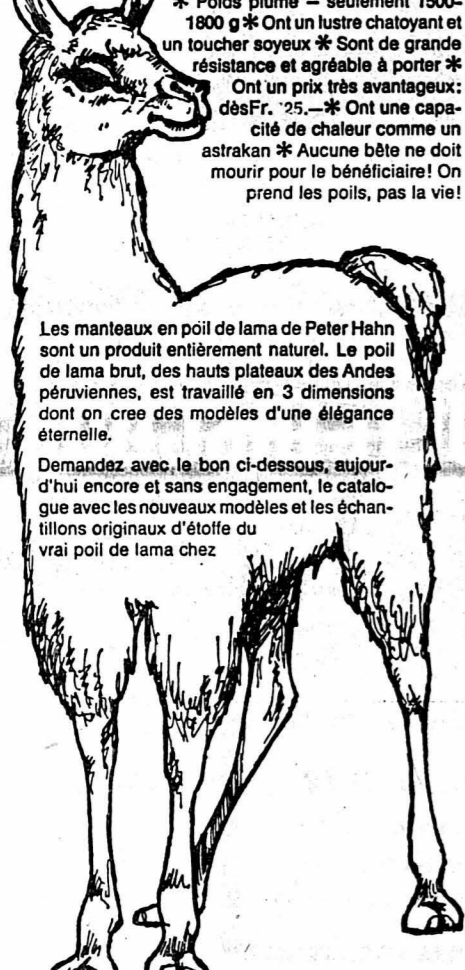 ✱ Poids plume – seulement 1500-
1800 g ✱ Ont un lustre chatoyant et
un toucher soyeux ✱ Sont de grande
résistance et agréable à porter ✱
Ont un prix très avantageux:
dès Fr. 25.— ✱ Ont une capa-
cité de chaleur comme un
astrakan ✱ Aucune bête ne doit
mourir pour le bénéficiaire! On
prend les poils, pas la vie!
Les manteaux en poil de lama de Peter Hahn
sont un produit entièrement naturel. Le poil
de lama brut, des hauts plateaux des Andes
péruviennes, est travaillé en 3 dimensions
dont on cree des modèles d'une élégance
éternelle.
Demandez avec le bon ci-dessous, aujour-
d'hui encore et sans engagement, le catalo-
gue avec les nouveaux modèles et les échan-
tillons originaux d'étoffe du
vrai poil de lama chez